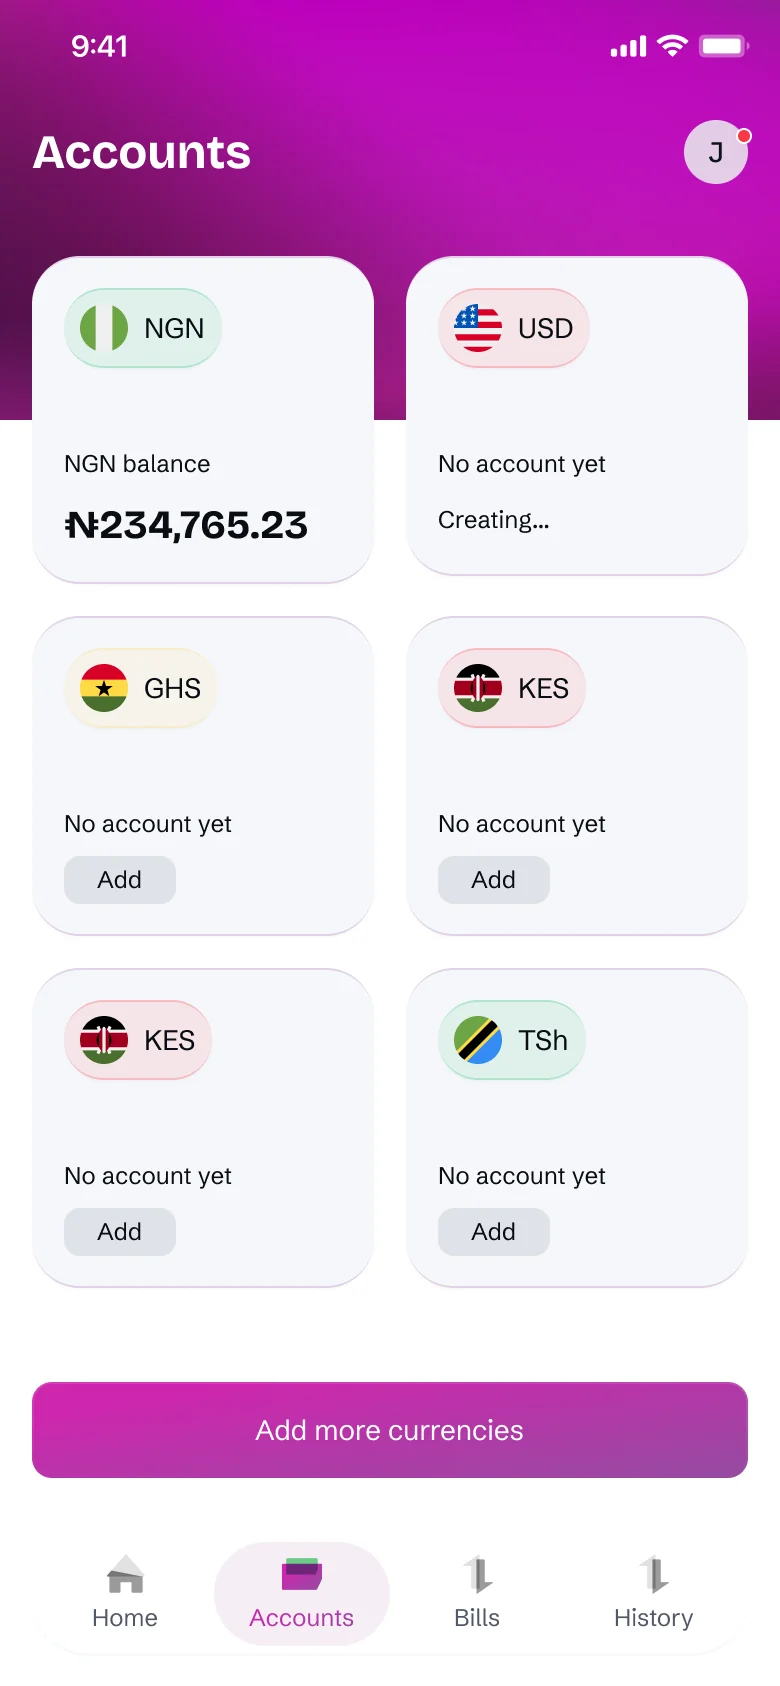 9:41
Accounts
J
NGN
USD
NGN balance
No account yet
₦234,765.23
Creating...
GHS
KES
No account yet
No account yet
Add
Add
KES
TSh
No account yet
No account yet
Add
Add
Add more currencies
Home
Accounts
Bills
History